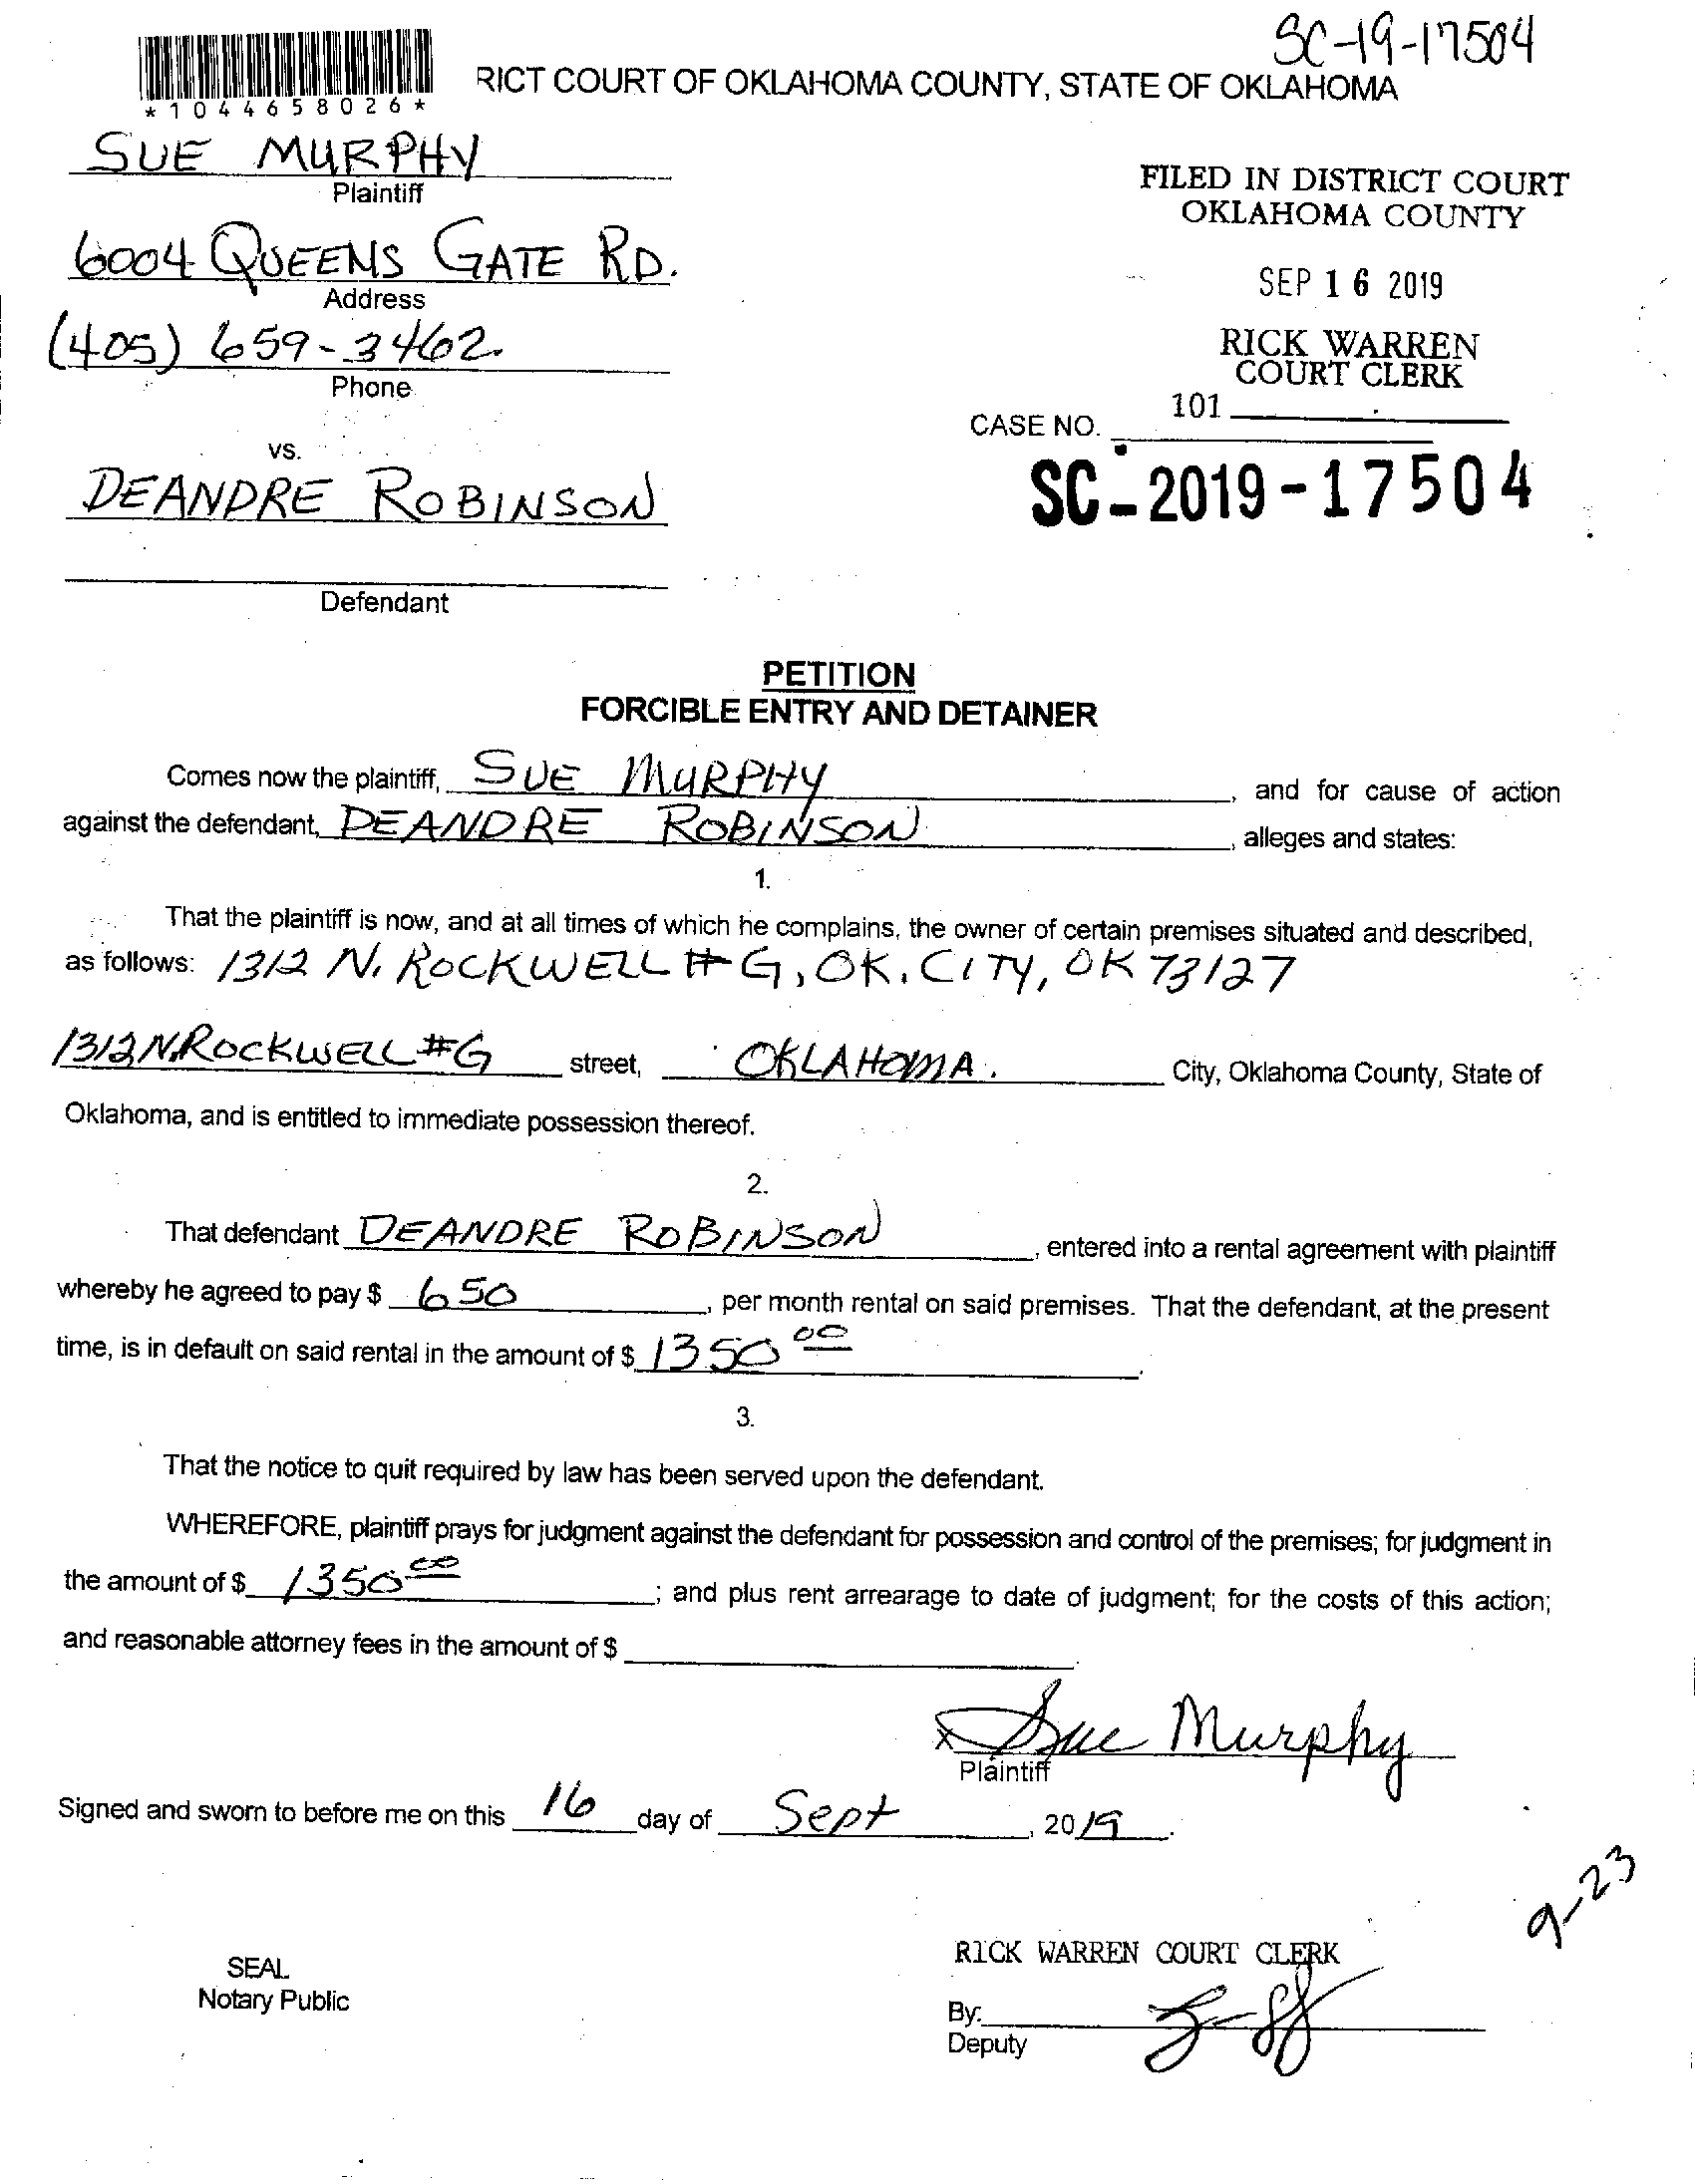 SC-19-17504
RICT COURT OF OKLAHOMA COUNTY, STATE OF OKLAHOMA
*1044658026*
SUE MURPHY
Plaintiff
FILED IN DISTRICT COURT
OKLAHOMA COUNTY
6004 QUEENS GATE RD.
Address
SEP 16 2019
(405) 659-3462
Phone
RICK WARREN
COURT CLERK
101
CASE NO.
vs.
SC-2019-17504
DEANDRE ROBINSON
Defendant
PETITION
FORCIBLE ENTRY AND DETAINER
Comes now the plaintiff, SUE MURPHY, and for cause of action
against the defendant, DEANDRE ROBINSON, alleges and states:
1.
That the plaintiff is now, and at all times of which he complains, the owner of certain premises situated and described,
as follows: 1312 N. ROCKWELL # G, OK. CITY, OK 73127
1312 N. ROCKWELL #G street, OKLAHOMA. City, Oklahoma County, State of
Oklahoma, and is entitled to immediate possession thereof.
2.
That defendant DEANDRE ROBINSON, entered into a rental agreement with plaintiff
whereby he agreed to pay $ 650, per month rental on said premises. That the defendant, at the present
time, is in default on said rental in the amount of $ 1350 00.
3.
That the notice to quit required by law has been served upon the defendant.
WHEREFORE, plaintiff prays for judgment against the defendant for possession and control of the premises; for judgment in
the amount of $ 1350 00; and plus rent arrearage to date of judgment; for the costs of this action;
and reasonable attorney fees in the amount of $ .
x Sue Murphy
Plaintiff
Signed and sworn to before me on this 16 day of Sept, 2019.
9-23
RICK WARREN COURT CLERK
SEAL
Notary Public
By:
Deputy